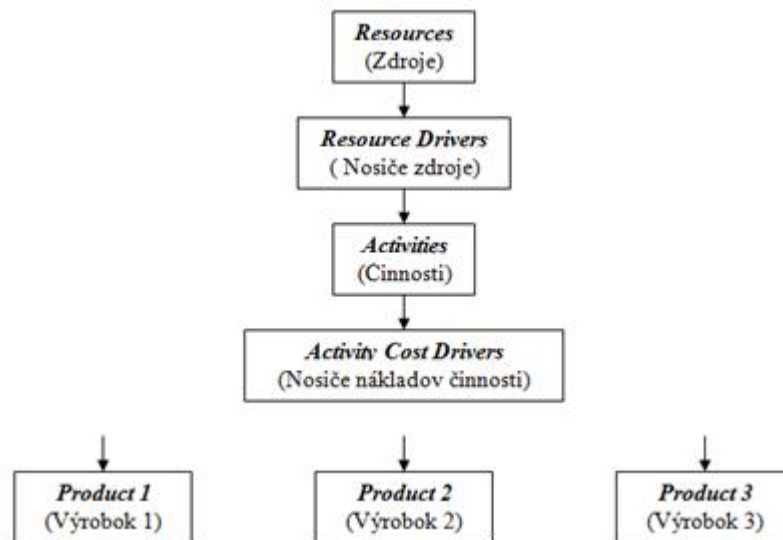 Resources
(Zdroje)
Resource Drivers
( Nosiče zdroje)
Activities
(Cinnosti)
Activity Cost Drivers
(Nosiče nákladov činnosti)
Product 1
(Výrobok 1)
Product 2
(Výrobok 2)
Product 3
(Výrobok 3)